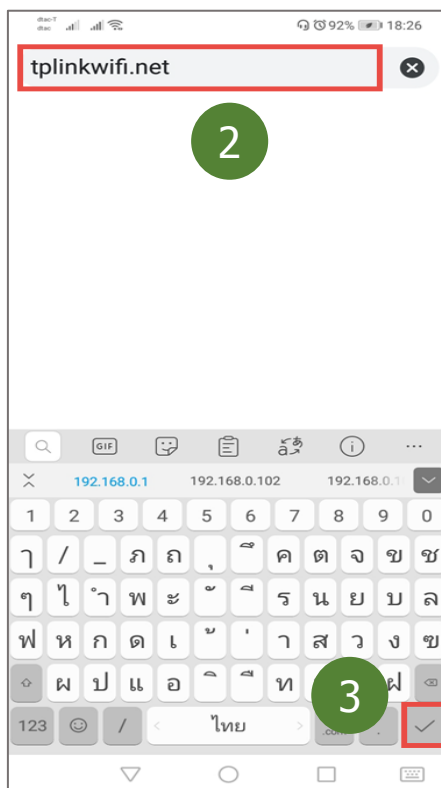 dtac-T
dtac
92% 18:26
tplinkwifi.net
2
GIF
192.168.0.1 192.168.0.102 192.168.0.1
1 2 3 4 5 6 7 8 9 0
ๅ / _ ภ ถ ุ ึ ค ต จ ข ช
ๆ ไ ำ พ ะ ั ี ร น ย บ ล
ฟ ห ก ด เ ้ ่ า ส ว ง ฃ
ผ ป แ อ ิ ื ท ฝ
3
123 / < ไทย > .com .